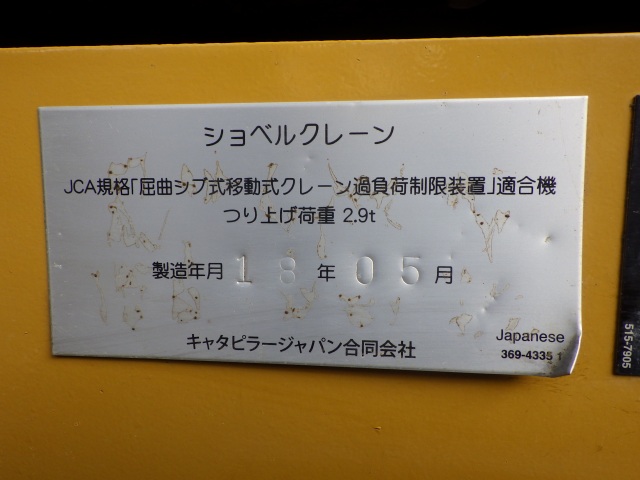 ショベルクレーン
JCA規格「屈曲ジブ式移動式クレーン過負荷制限装置」適合機
つり上げ荷重 2.9t
製造年月 18 年 05 月
キャタピラージャパン合同会社
Japanese
369-4335 1
515-7905